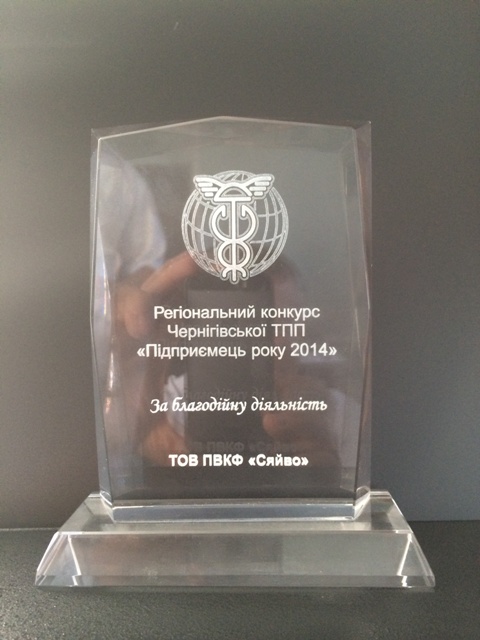 Регіональний конкурс
Чернігівської ТПП
«Підприємець року 2014»
За благодійну діяльність
ТОВ ПВКФ «Сяйво»